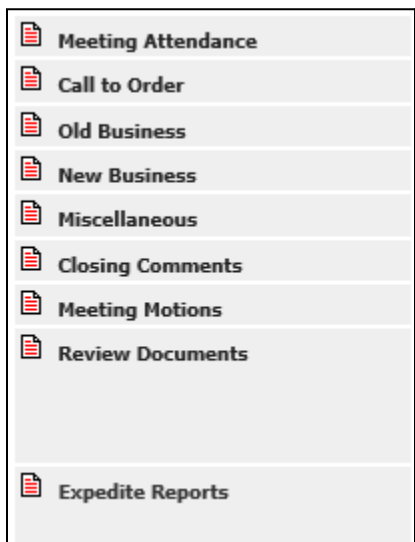 Meeting Attendance
Call to Order
Old Business
New Business
Miscellaneous
Closing Comments
Meeting Motions
Review Documents
Expedite Reports